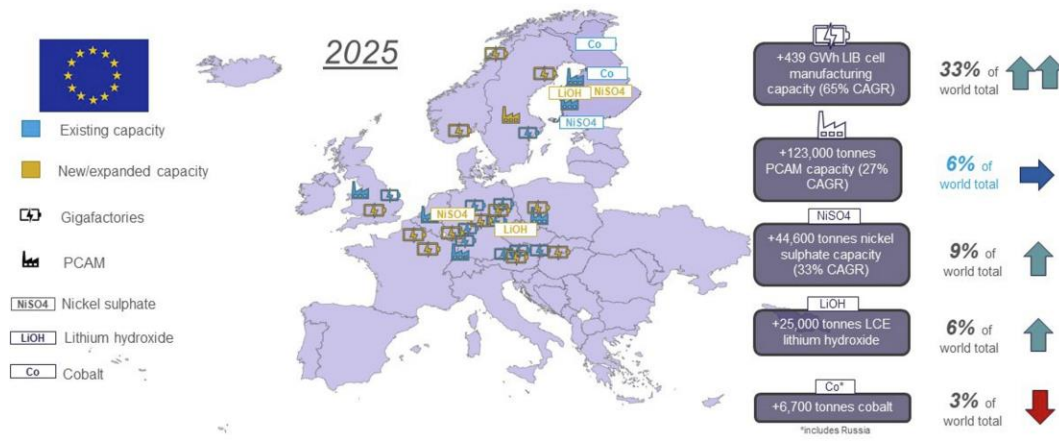 2025
Existing capacity
New/expanded capacity
Gigafactories
PCAM
NiSO4 Nickel sulphate
LiOH Lithium hydroxide
Co Cobalt
Co
Co
LiOH NiSO4
NiSO4
NiSO4
LiOH
+439 GWh LIB cell
manufacturing
capacity (65% CAGR)
33% of
world total
+123,000 tonnes
PCAM capacity (27%
CAGR)
6% of
world total
NiSO4
+44,600 tonnes nickel
sulphate capacity
(33% CAGR)
9% of
world total
LiOH
+25,000 tonnes LCE
lithium hydroxide
6% of
world total
Co*
+6,700 tonnes cobalt
3% of
world total
*includes Russia